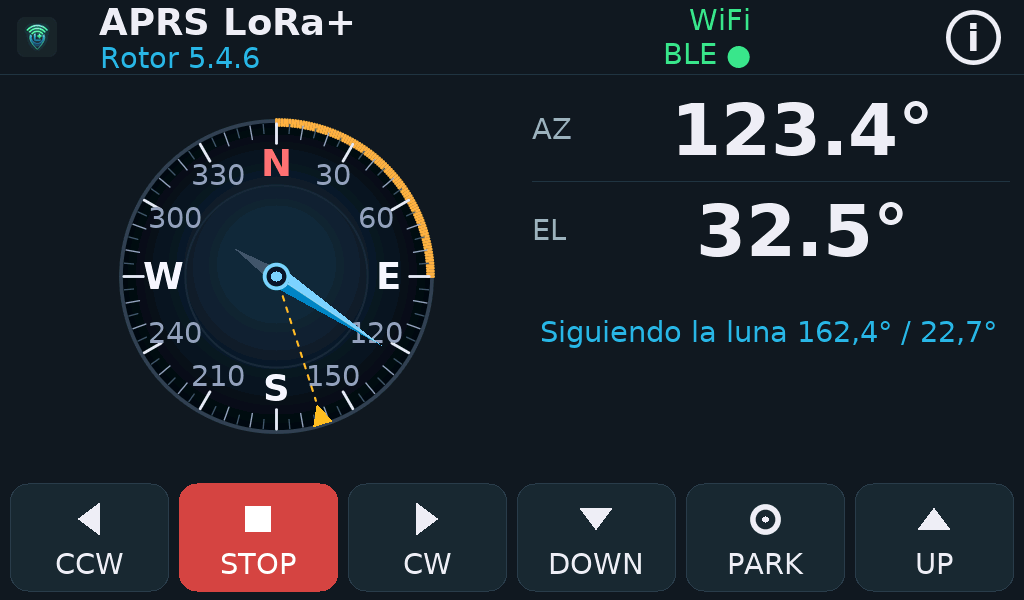 APRS LoRa+
Rotor 5.4.6
WiFi
BLE
i
N
330
30
300
60
W
E
240
120
210
150
S
AZ
123.4°
EL
32.5°
Siguiendo la luna 162,4° / 22,7°
CCW
STOP
CW
DOWN
PARK
UP